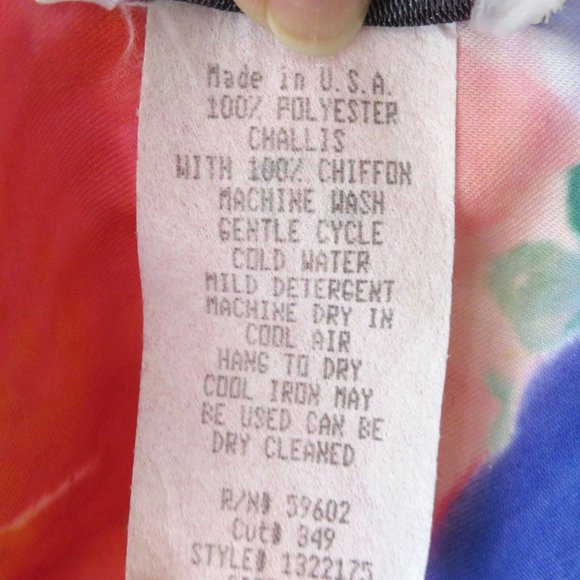 Made in U.S.A.
100% POLYESTER
CHALLIS
WITH 100% CHIFFON
MACHINE WASH
GENTLE CYCLE
COLD WATER
MILD DETERGENT
MACHINE DRY IN
COOL AIR
HANG TO DRY
COOL IRON MAY
BE USED CAN BE
DRY CLEANED
R/N# 59602
Cut# 349
STYLE# 1322175